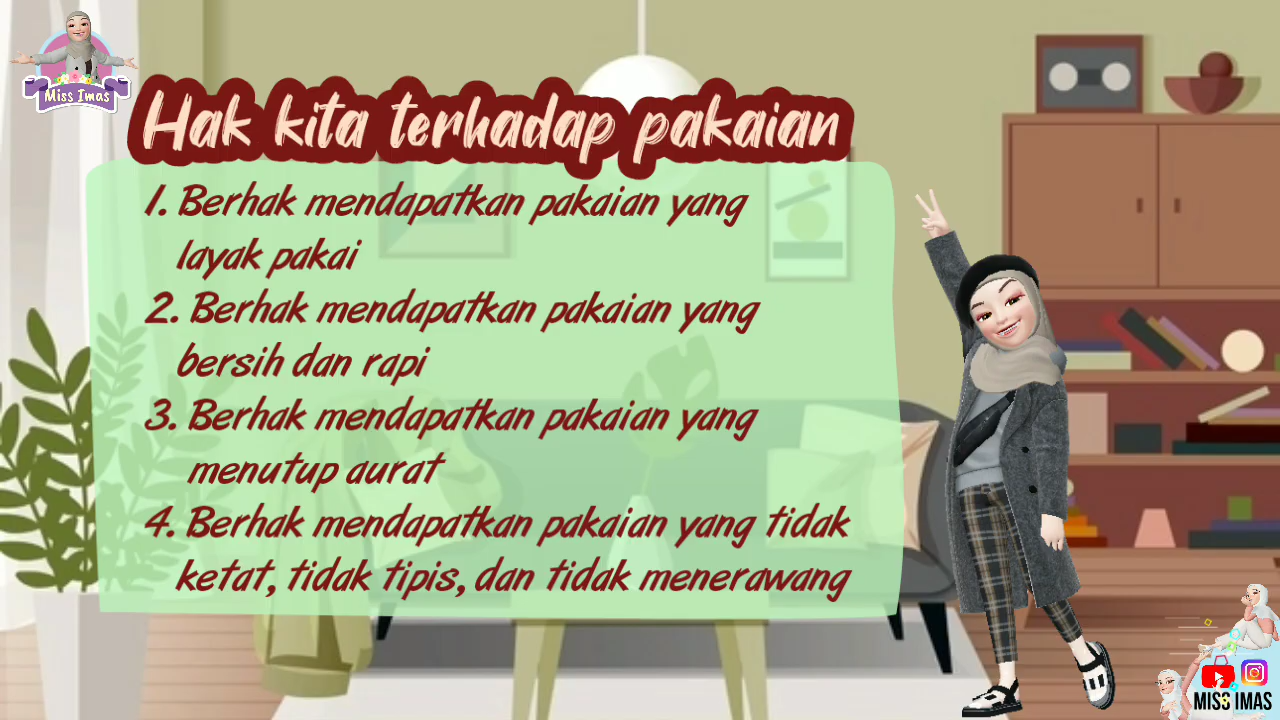 Miss Imas
Hak kita terhadap pakaian
1. Berhak mendapatkan pakaian yang
layak pakai
2. Berhak mendapatkan pakaian yang
bersih dan rapi
3. Berhak mendapatkan pakaian yang
menutup aurat
4. Berhak mendapatkan pakaian yang tidak
ketat, tidak tipis, dan tidak menerawang
MISS IMAS